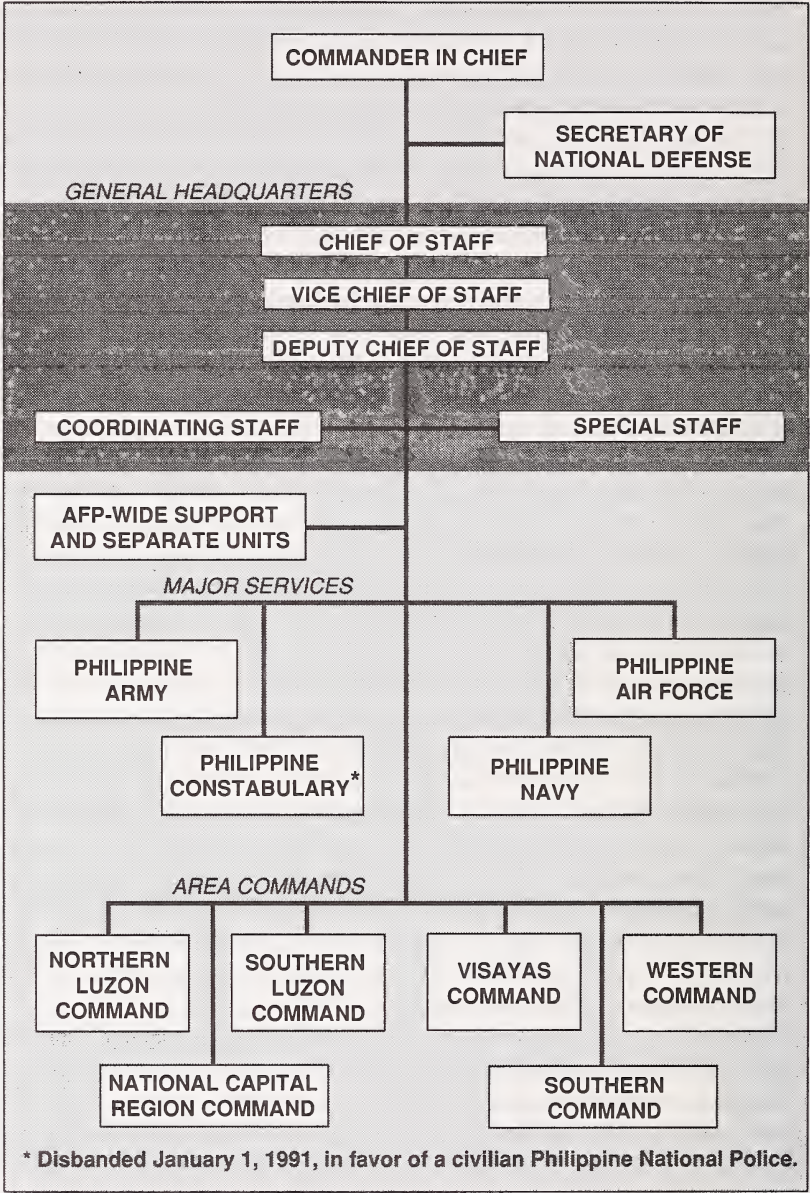 COMMANDER IN CHIEF
SECRETARY OF
NATIONAL DEFENSE
GENERAL HEADQUARTERS
CHIEF OF STAFF
VICE CHIEF OF STAFF
DEPUTY CHIEF OF STAFF
COORDINATING STAFF
SPECIAL STAFF
AFP-WIDE SUPPORT
AND SEPARATE UNITS
MAJOR SERVICES
PHILIPPINE
ARMY
PHILIPPINE
AIR FORCE
PHILIPPINE
CONSTABULARY*
PHILIPPINE
NAVY
AREA COMMANDS
NORTHERN
LUZON
COMMAND
SOUTHERN
LUZON
COMMAND
VISAYAS
COMMAND
WESTERN
COMMAND
NATIONAL CAPITAL
REGION COMMAND
SOUTHERN
COMMAND
* Disbanded January 1, 1991, in favor of a civilian Philippine National Police.